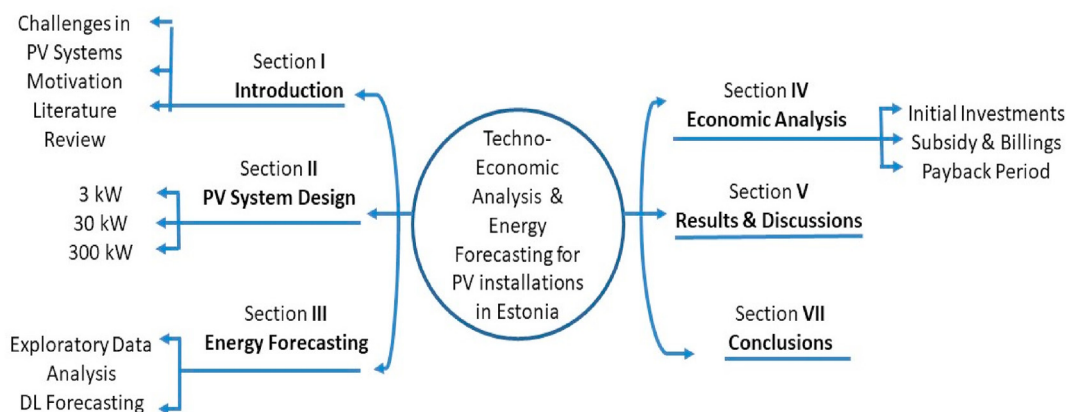 Challenges in
PV Systems
Motivation
Literature
Review
Section I
Introduction
3 kW
30 kW
300 kW
Section II
PV System Design
Exploratory Data
Analysis
DL Forecasting
Section III
Energy Forecasting
Techno-
Economic
Analysis &
Energy
Forecasting for
PV installations
in Estonia
Section IV
Economic Analysis
Initial Investments
Subsidy & Billings
Payback Period
Section V
Results & Discussions
Section VII
Conclusions